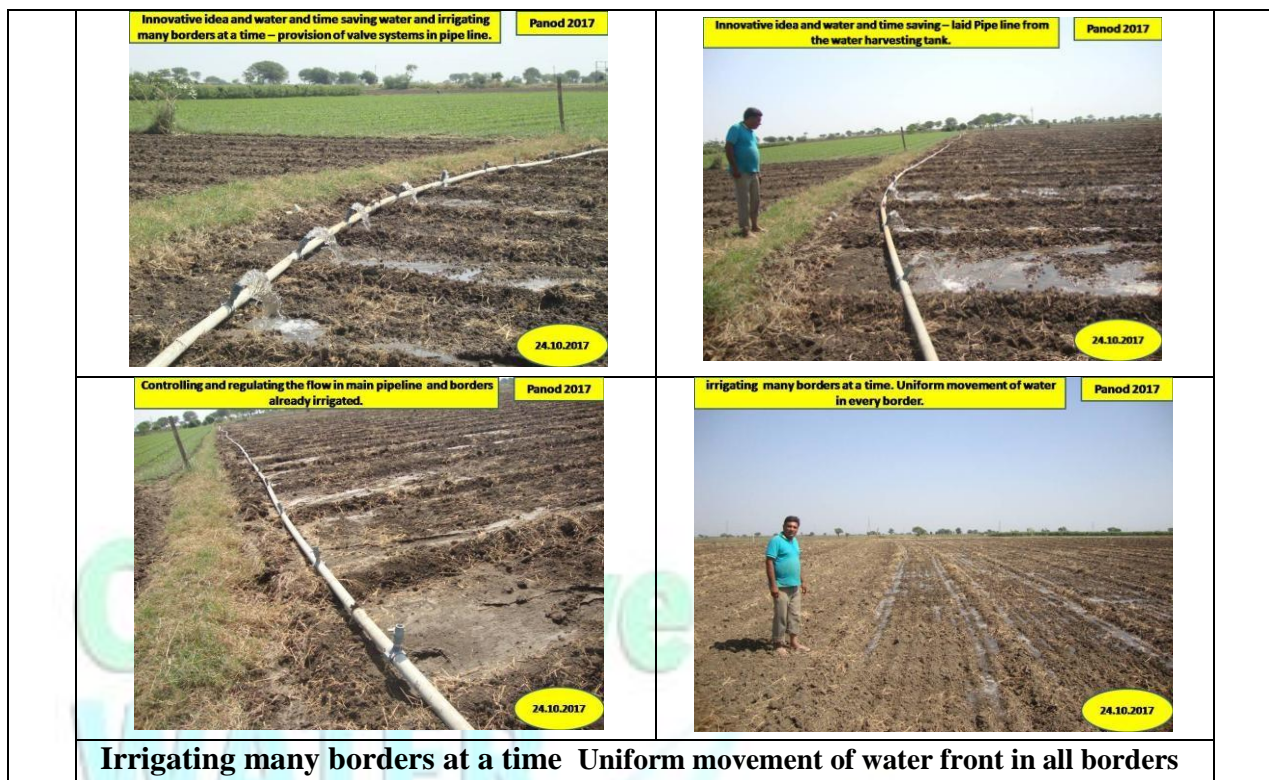 Innovative idea and water and time saving water and irrigating
many borders at a time – provision of valve systems in pipe line.
Panod 2017
24.10.2017
Innovative idea and water and time saving – laid Pipe line from
the water harvesting tank.
Panod 2017
24.10.2017
Controlling and regulating the flow in main pipeline and borders
already irrigated.
Panod 2017
24.10.2017
irrigating many borders at a time. Uniform movement of water
in every border.
Panod 2017
24.10.2017
Irrigating many borders at a time Uniform movement of water front in all borders